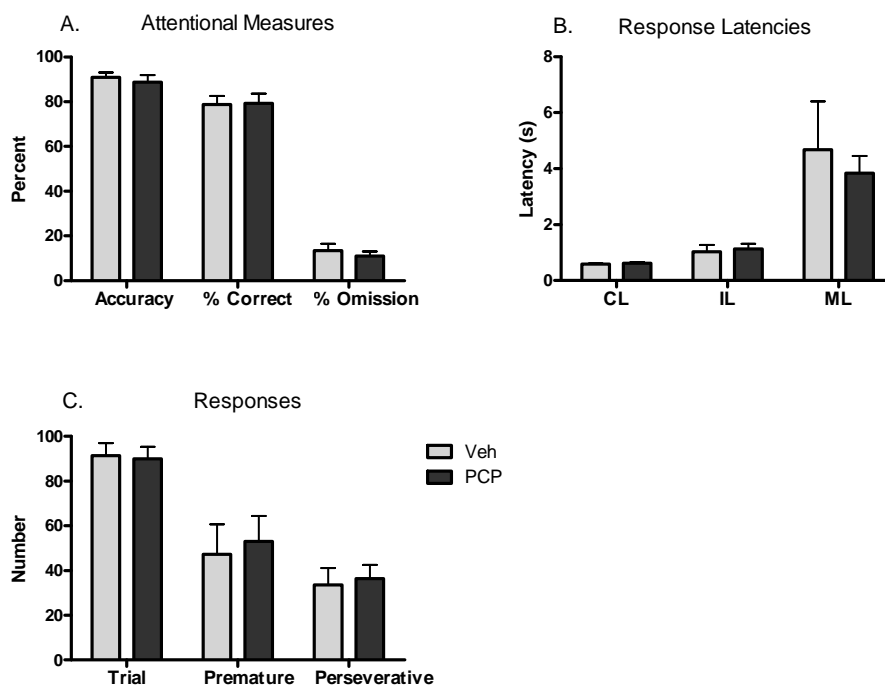 A. Attentional Measures
100
80
60
40
20
0
Percent
Accuracy % Correct % Omission
B. Response Latencies
8
6
4
2
0
Latency (s)
CL IL ML
C. Responses
100
80
60
40
20
0
Number
Trial Premature Perseverative
Veh
PCP